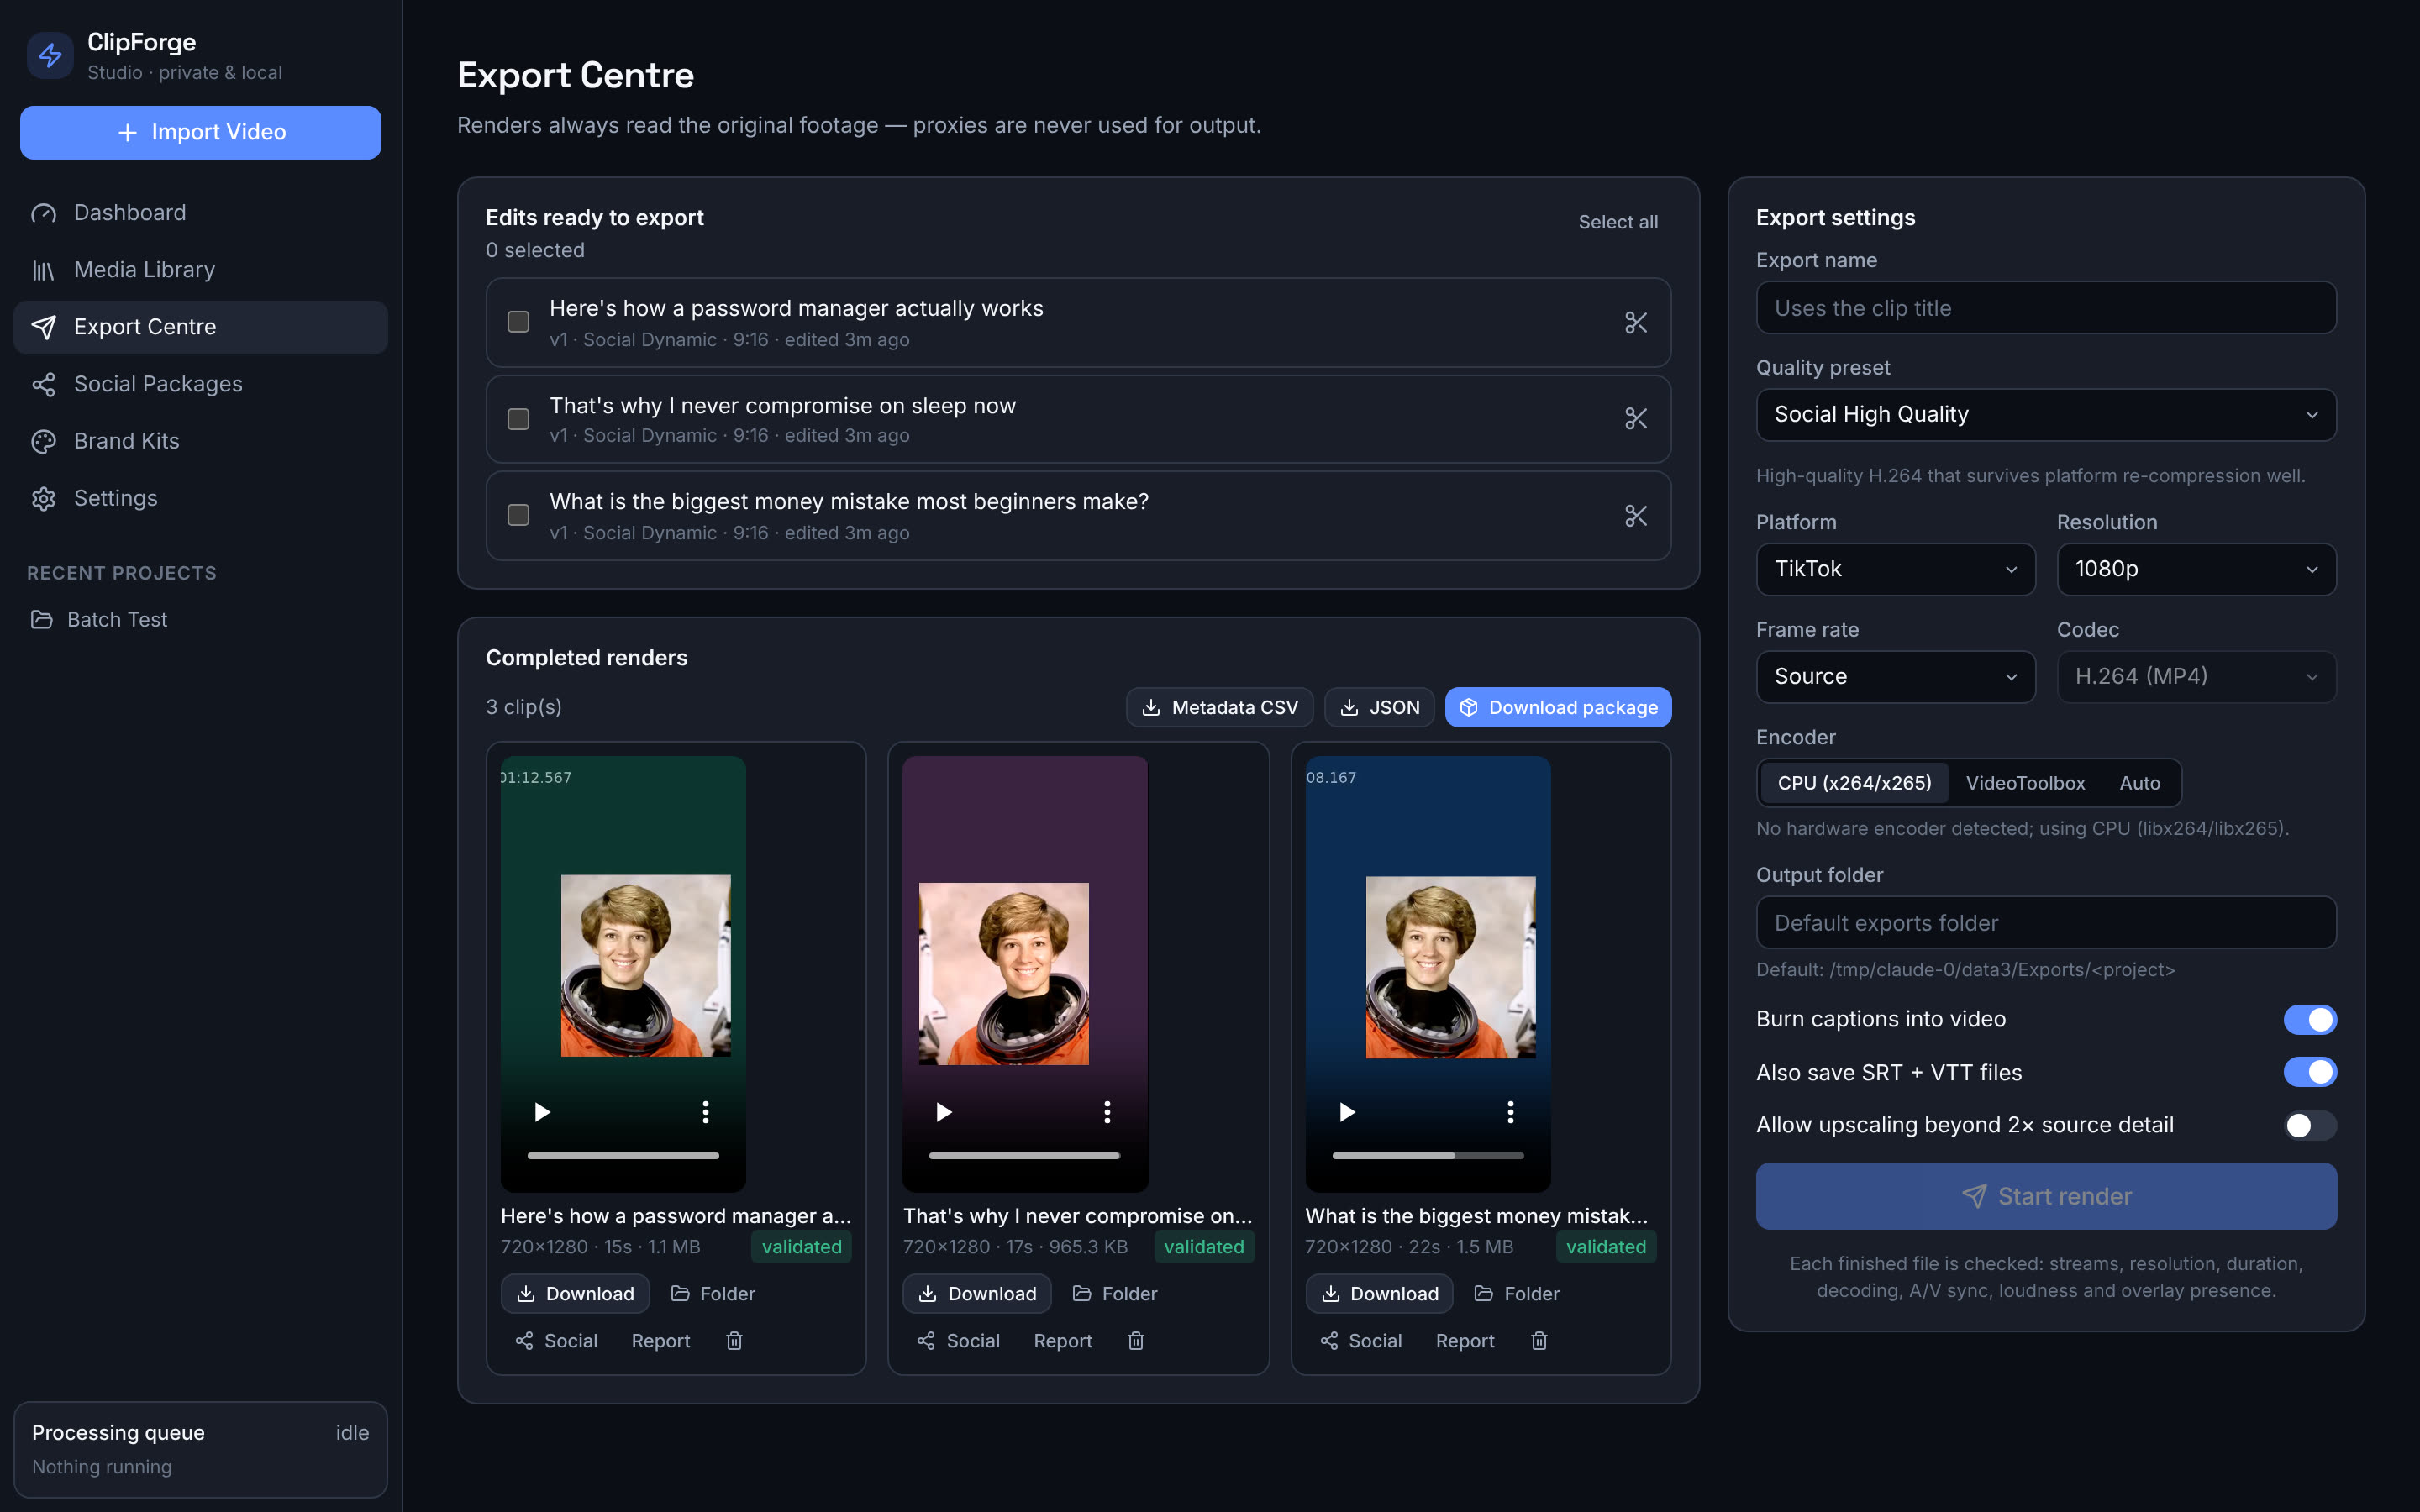 ClipForge
Studio · private & local
Import Video
Dashboard
Media Library
Export Centre
Social Packages
Brand Kits
Settings
RECENT PROJECTS
Batch Test
Processing queue
idle
Nothing running
Export Centre
Renders always read the original footage — proxies are never used for output.
Edits ready to export
Select all
0 selected
Here's how a password manager actually works
v1 · Social Dynamic · 9:16 · edited 3m ago
That's why I never compromise on sleep now
v1 · Social Dynamic · 9:16 · edited 3m ago
What is the biggest money mistake most beginners make?
v1 · Social Dynamic · 9:16 · edited 3m ago
Completed renders
3 clip(s)
Metadata CSV
JSON
Download package
01:12.567
Here's how a password manager a...
720×1280 · 15s · 1.1 MB
validated
Download
Folder
Social
Report
That's why I never compromise on...
720×1280 · 17s · 965.3 KB
validated
Download
Folder
Social
Report
08.167
What is the biggest money mistak...
720×1280 · 22s · 1.5 MB
validated
Download
Folder
Social
Report
Export settings
Export name
Uses the clip title
Quality preset
Social High Quality
High-quality H.264 that survives platform re-compression well.
Platform
Resolution
TikTok
1080p
Frame rate
Codec
Source
H.264 (MP4)
Encoder
CPU (x264/x265)
VideoToolbox
Auto
No hardware encoder detected; using CPU (libx264/libx265).
Output folder
Default exports folder
Default: /tmp/claude-0/data3/Exports/<project>
Burn captions into video
Also save SRT + VTT files
Allow upscaling beyond 2× source detail
Start render
Each finished file is checked: streams, resolution, duration,
decoding, A/V sync, loudness and overlay presence.